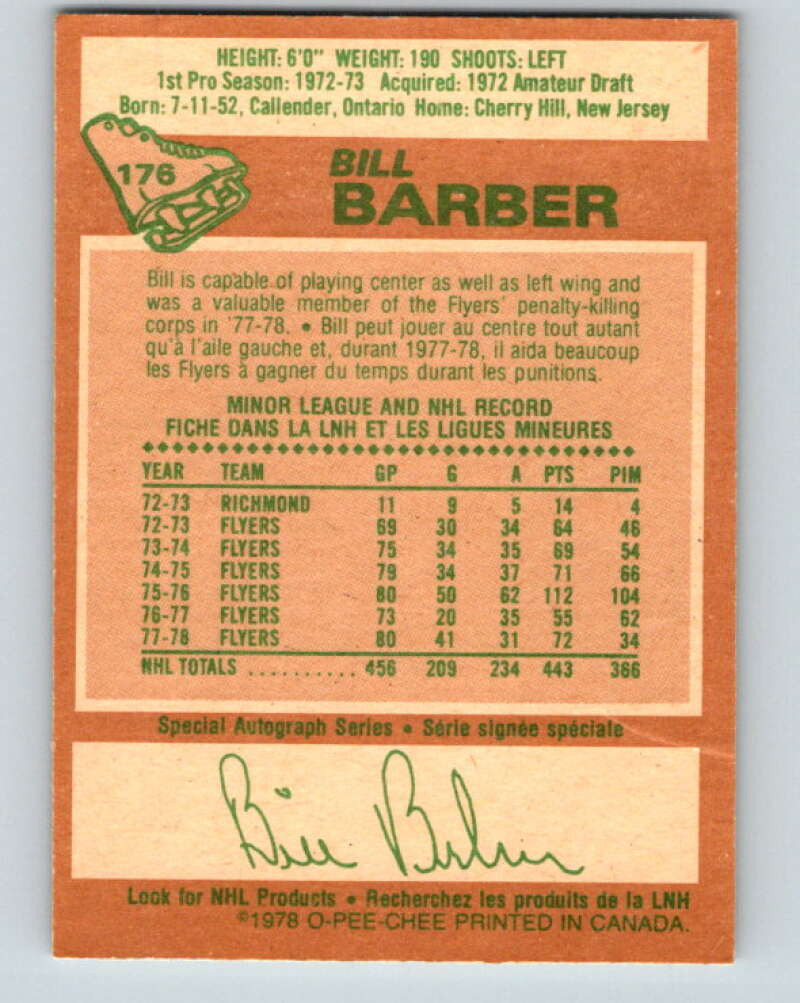 HEIGHT: 6'0" WEIGHT: 190 SHOOTS: LEFT
1st Pro Season: 1972-73 Acquired: 1972 Amateur Draft
Born: 7-11-52, Callender, Ontario Home: Cherry Hill, New Jersey
176
BILL
BARBER
Bill is capable of playing center as well as left wing and
was a valuable member of the Flyers' penalty-killing
corps in '77-78. • Bill peut jouer au centre tout autant
qu'à l'aile gauche et, durant 1977-78, il aida beaucoup
les Flyers à gagner du temps durant les punitions.
MINOR LEAGUE AND NHL RECORD
FICHE DANS LA LNH ET LES LIGUES MINEURES
YEAR TEAM GP G A PTS PIM
72-73 RICHMOND 11 9 5 14 4
72-73 FLYERS 69 30 34 64 46
73-74 FLYERS 75 34 35 69 54
74-75 FLYERS 79 34 37 71 66
75-76 FLYERS 80 50 62 112 104
76-77 FLYERS 73 20 35 55 62
77-78 FLYERS 80 41 31 72 34
NHL TOTALS .......... 456 209 234 443 366
Special Autograph Series • Série signée spéciale
Bill Barber
Look for NHL Products • Recherchez les produits de la LNH
©1978 O-PEE-CHEE PRINTED IN CANADA.